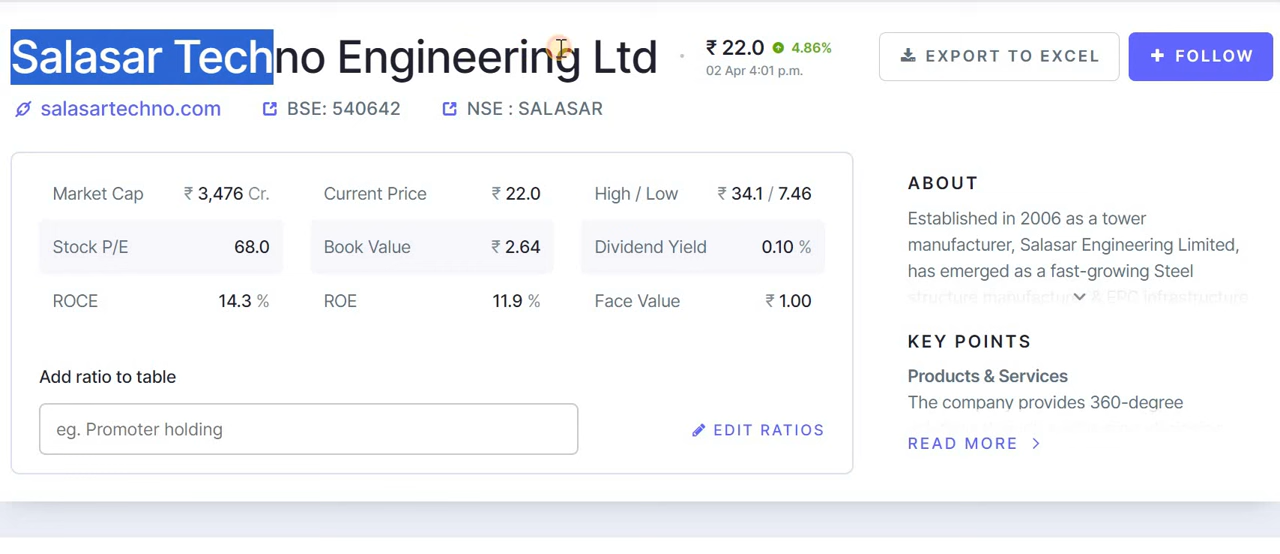 Salasar Techno Engineering Ltd
₹ 22.0 4.86%
02 Apr 4:01 p.m.
EXPORT TO EXCEL
FOLLOW
salasartechno.com
BSE: 540642
NSE : SALASAR
Market Cap ₹ 3,476 Cr.
Current Price ₹ 22.0
High / Low ₹ 34.1 / 7.46
Stock P/E 68.0
Book Value ₹ 2.64
Dividend Yield 0.10 %
ROCE 14.3 %
ROE 11.9 %
Face Value ₹ 1.00
Add ratio to table
eg. Promoter holding
EDIT RATIOS
ABOUT
Established in 2006 as a tower
manufacturer, Salasar Engineering Limited,
has emerged as a fast-growing Steel
structure manufacturer & EPC infrastructure
KEY POINTS
Products & Services
The company provides 360-degree
READ MORE